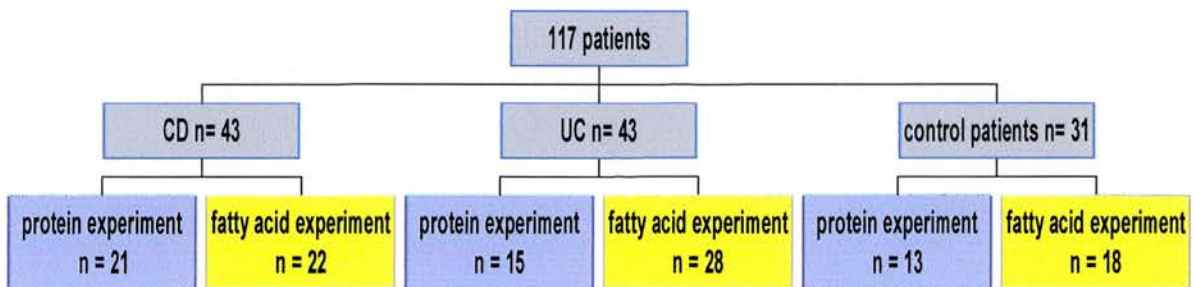 117 patients
CD n= 43
UC n= 43
control patients n= 31
protein experiment
n = 21
fatty acid experiment
n = 22
protein experiment
n = 15
fatty acid experiment
n = 28
protein experiment
n = 13
fatty acid experiment
n = 18